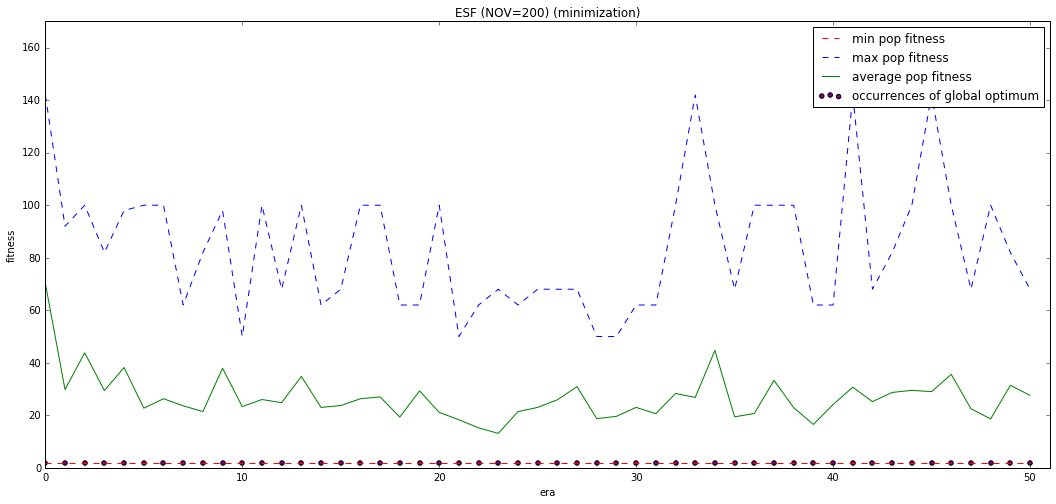 ESF (NOV=200) (minimization)
min pop fitness
max pop fitness
average pop fitness
occurrences of global optimum
160
140
120
100
80
60
40
20
0
fitness
0 10 20 30 40 50
era